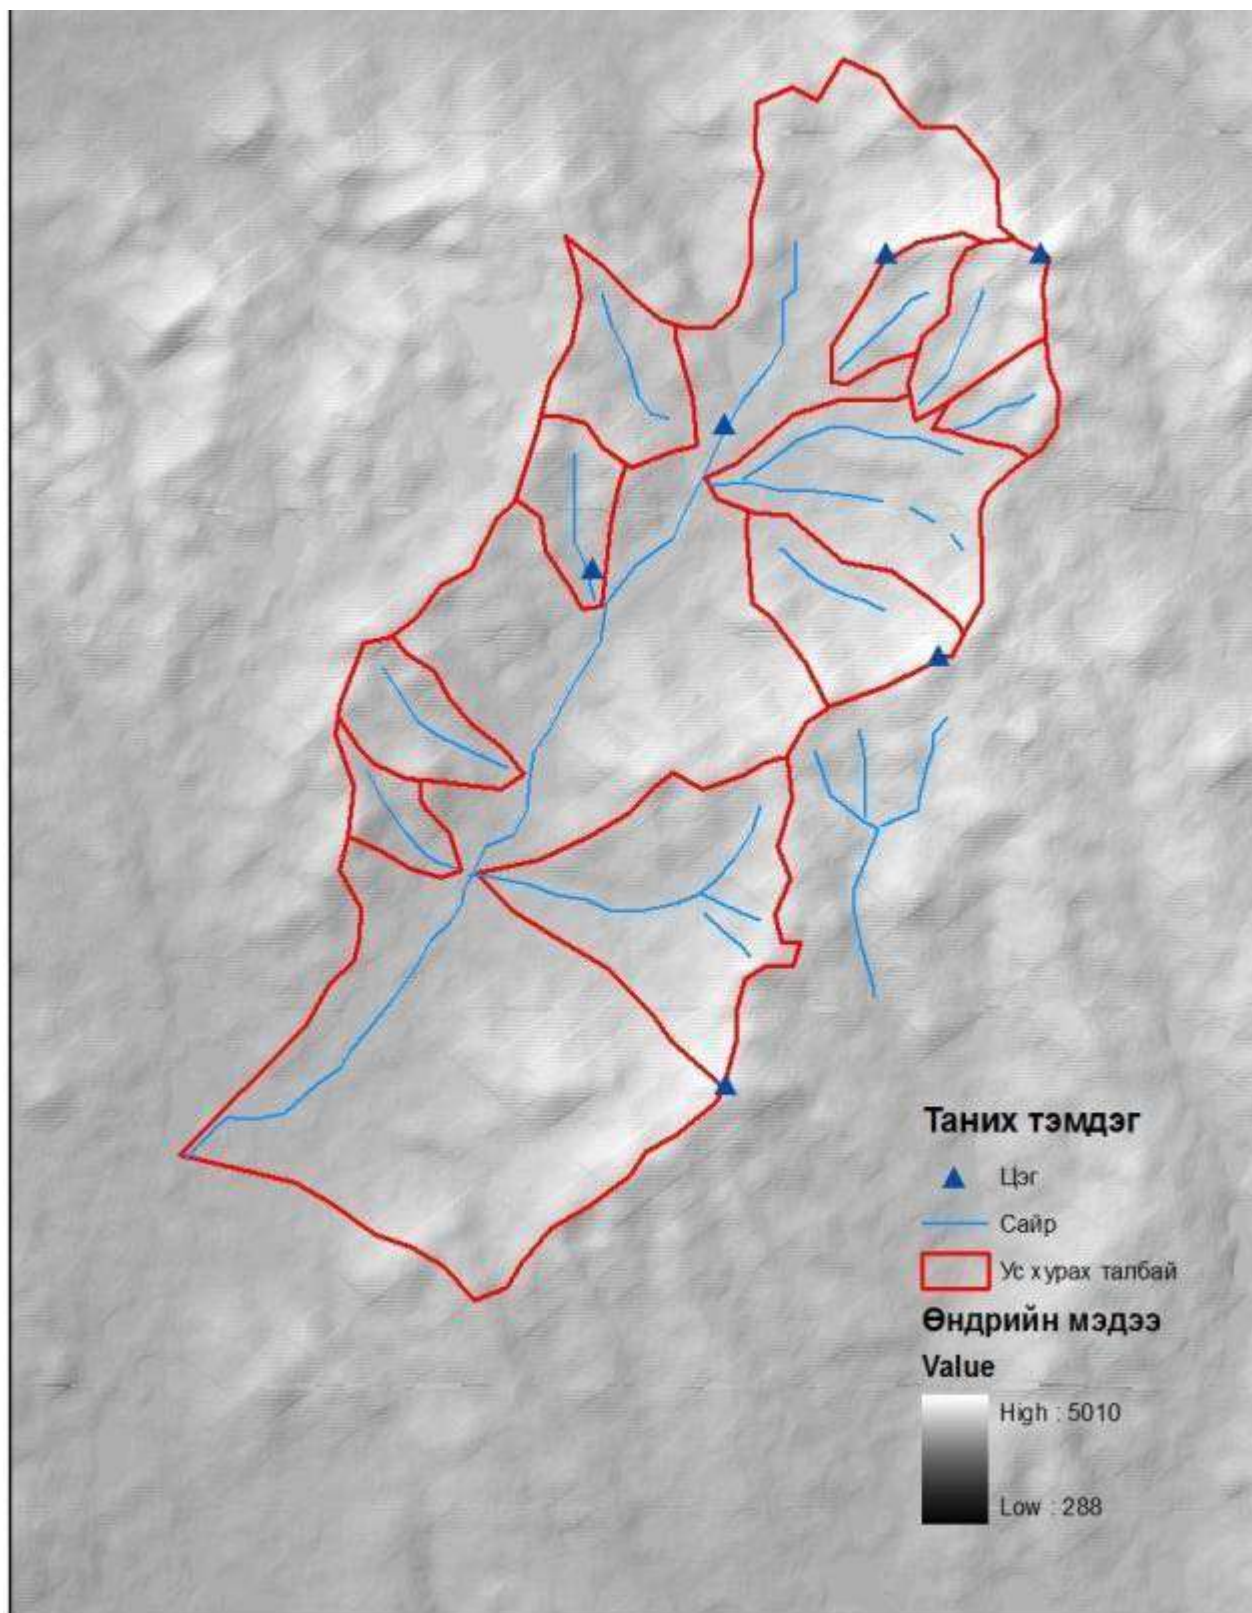 Таних тэмдэг
Цэг
Сайр
Ус хурах талбай
Өндрийн мэдээ
Value
High : 5010
Low : 288